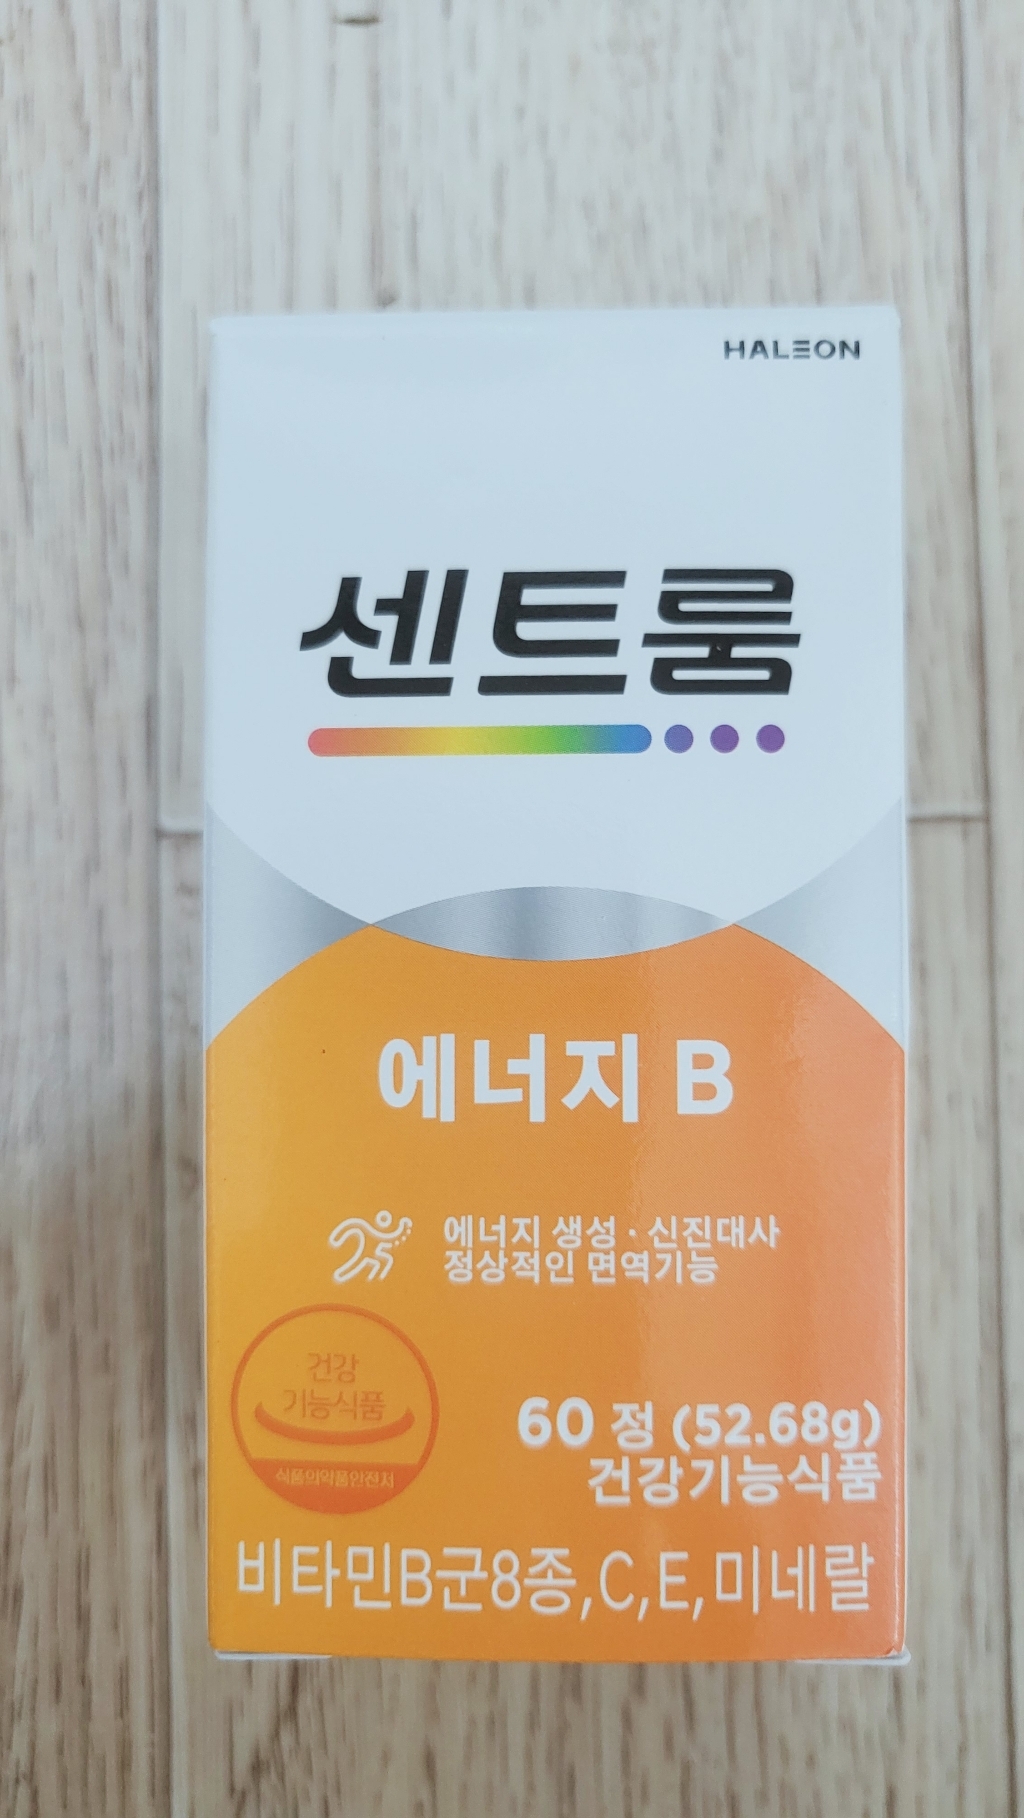 HALEON
센트룸
에너지 B
에너지 생성 · 신진대사
정상적인 면역기능
건강
기능식품
식품의약품안전처
60 정 (52.68g)
건강기능식품
비타민B군8종,C,E,미네랄